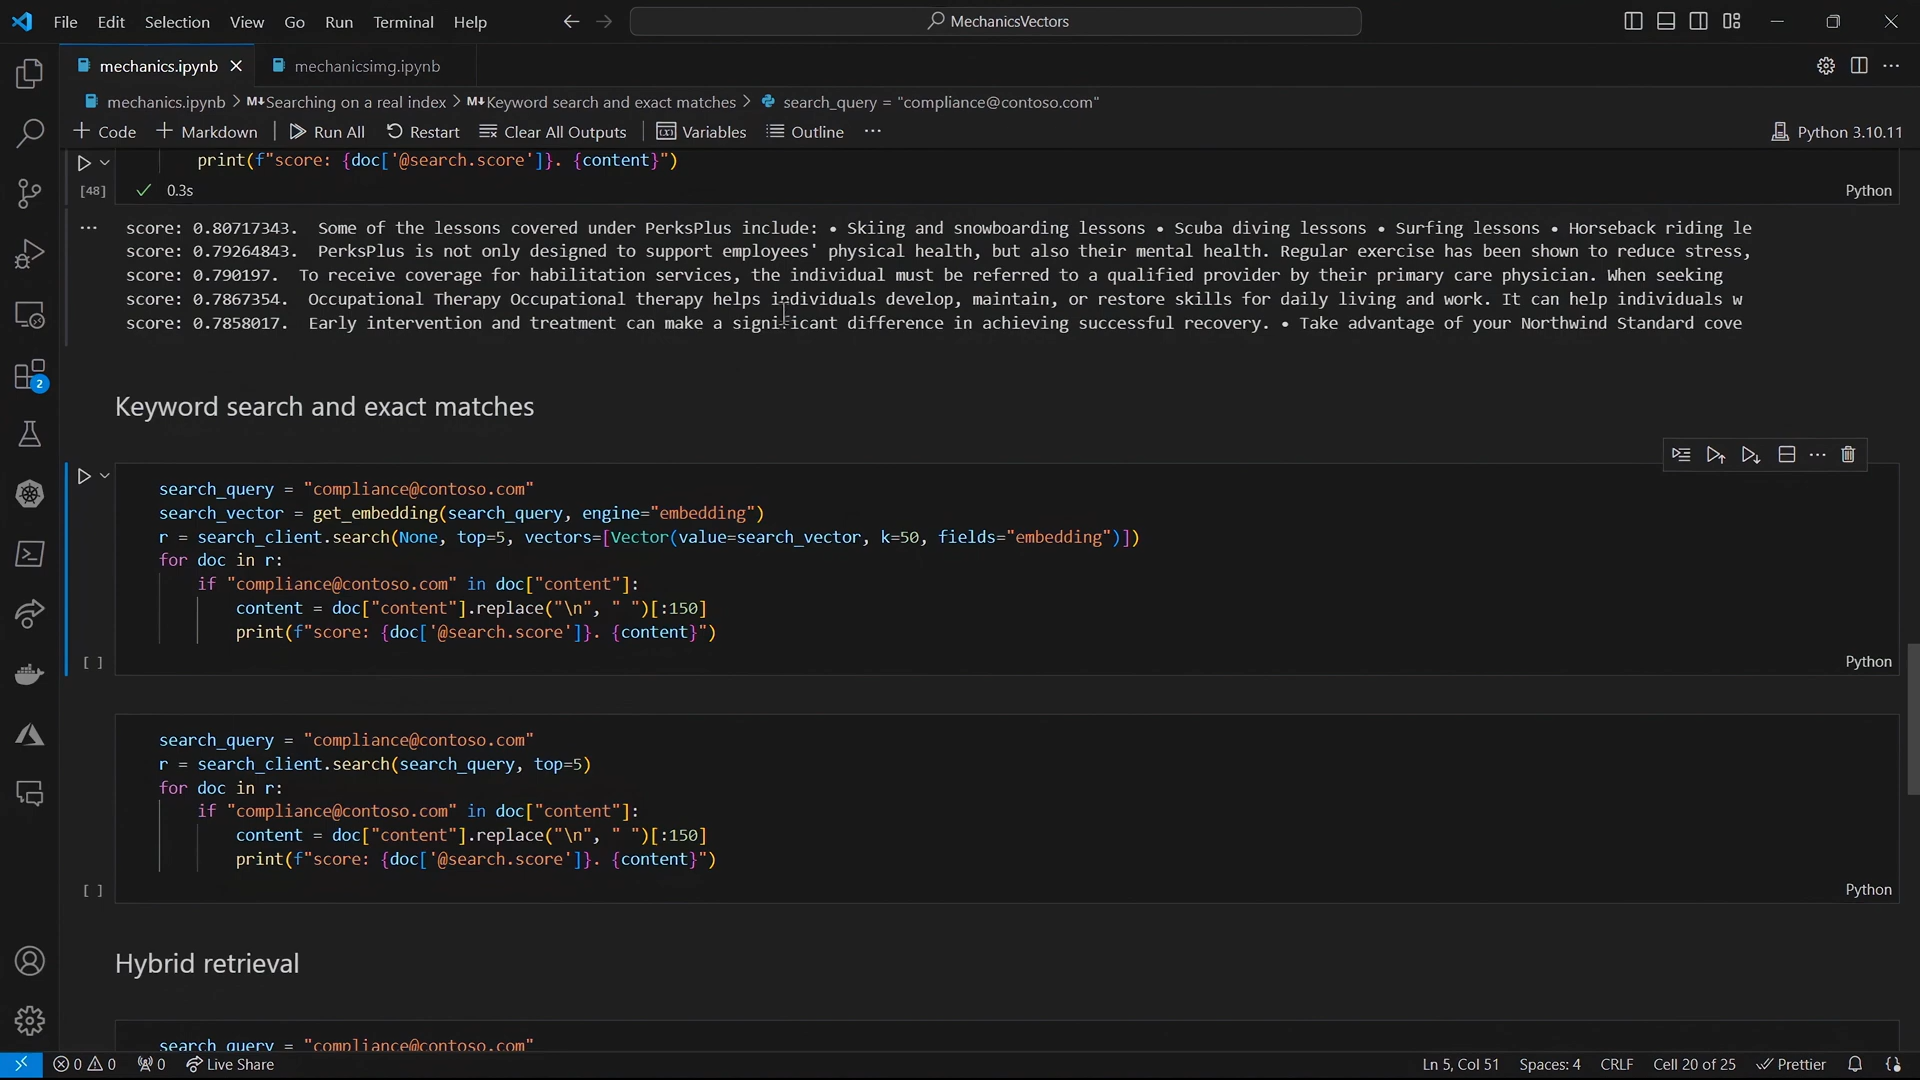 File Edit Selection View Go Run Terminal Help
MechanicsVectors
mechanics.ipynb
mechanicsimg.ipynb
mechanics.ipynb > M↓Searching on a real index > M↓Keyword search and exact matches > search_query = "compliance@contoso.com"
+ Code + Markdown Run All Restart Clear All Outputs Variables Outline ...
Python 3.10.11
print(f"score: {doc['@search.score']}. {content}")
[48] 0.3s
Python
score: 0.80717343. Some of the lessons covered under PerksPlus include: • Skiing and snowboarding lessons • Scuba diving lessons • Surfing lessons • Horseback riding le
score: 0.79264843. PerksPlus is not only designed to support employees' physical health, but also their mental health. Regular exercise has been shown to reduce stress,
score: 0.790197. To receive coverage for habilitation services, the individual must be referred to a qualified provider by their primary care physician. When seeking
score: 0.7867354. Occupational Therapy Occupational therapy helps individuals develop, maintain, or restore skills for daily living and work. It can help individuals w
score: 0.7858017. Early intervention and treatment can make a significant difference in achieving successful recovery. • Take advantage of your Northwind Standard cove
Keyword search and exact matches
search_query = "compliance@contoso.com"
search_vector = get_embedding(search_query, engine="embedding")
r = search_client.search(None, top=5, vectors=[Vector(value=search_vector, k=50, fields="embedding")])
for doc in r:
if "compliance@contoso.com" in doc["content"]:
content = doc["content"].replace("\n", " ")[:150]
print(f"score: {doc['@search.score']}. {content}")
[ ]
Python
2
search_query = "compliance@contoso.com"
r = search_client.search(search_query, top=5)
for doc in r:
if "compliance@contoso.com" in doc["content"]:
content = doc["content"].replace("\n", " ")[:150]
print(f"score: {doc['@search.score']}. {content}")
[ ]
Python
Hybrid retrieval
search_query = "compliance@contoso.com"
0 0 0 Live Share
Ln 5, Col 51 Spaces: 4 CRLF Cell 20 of 25 Prettier